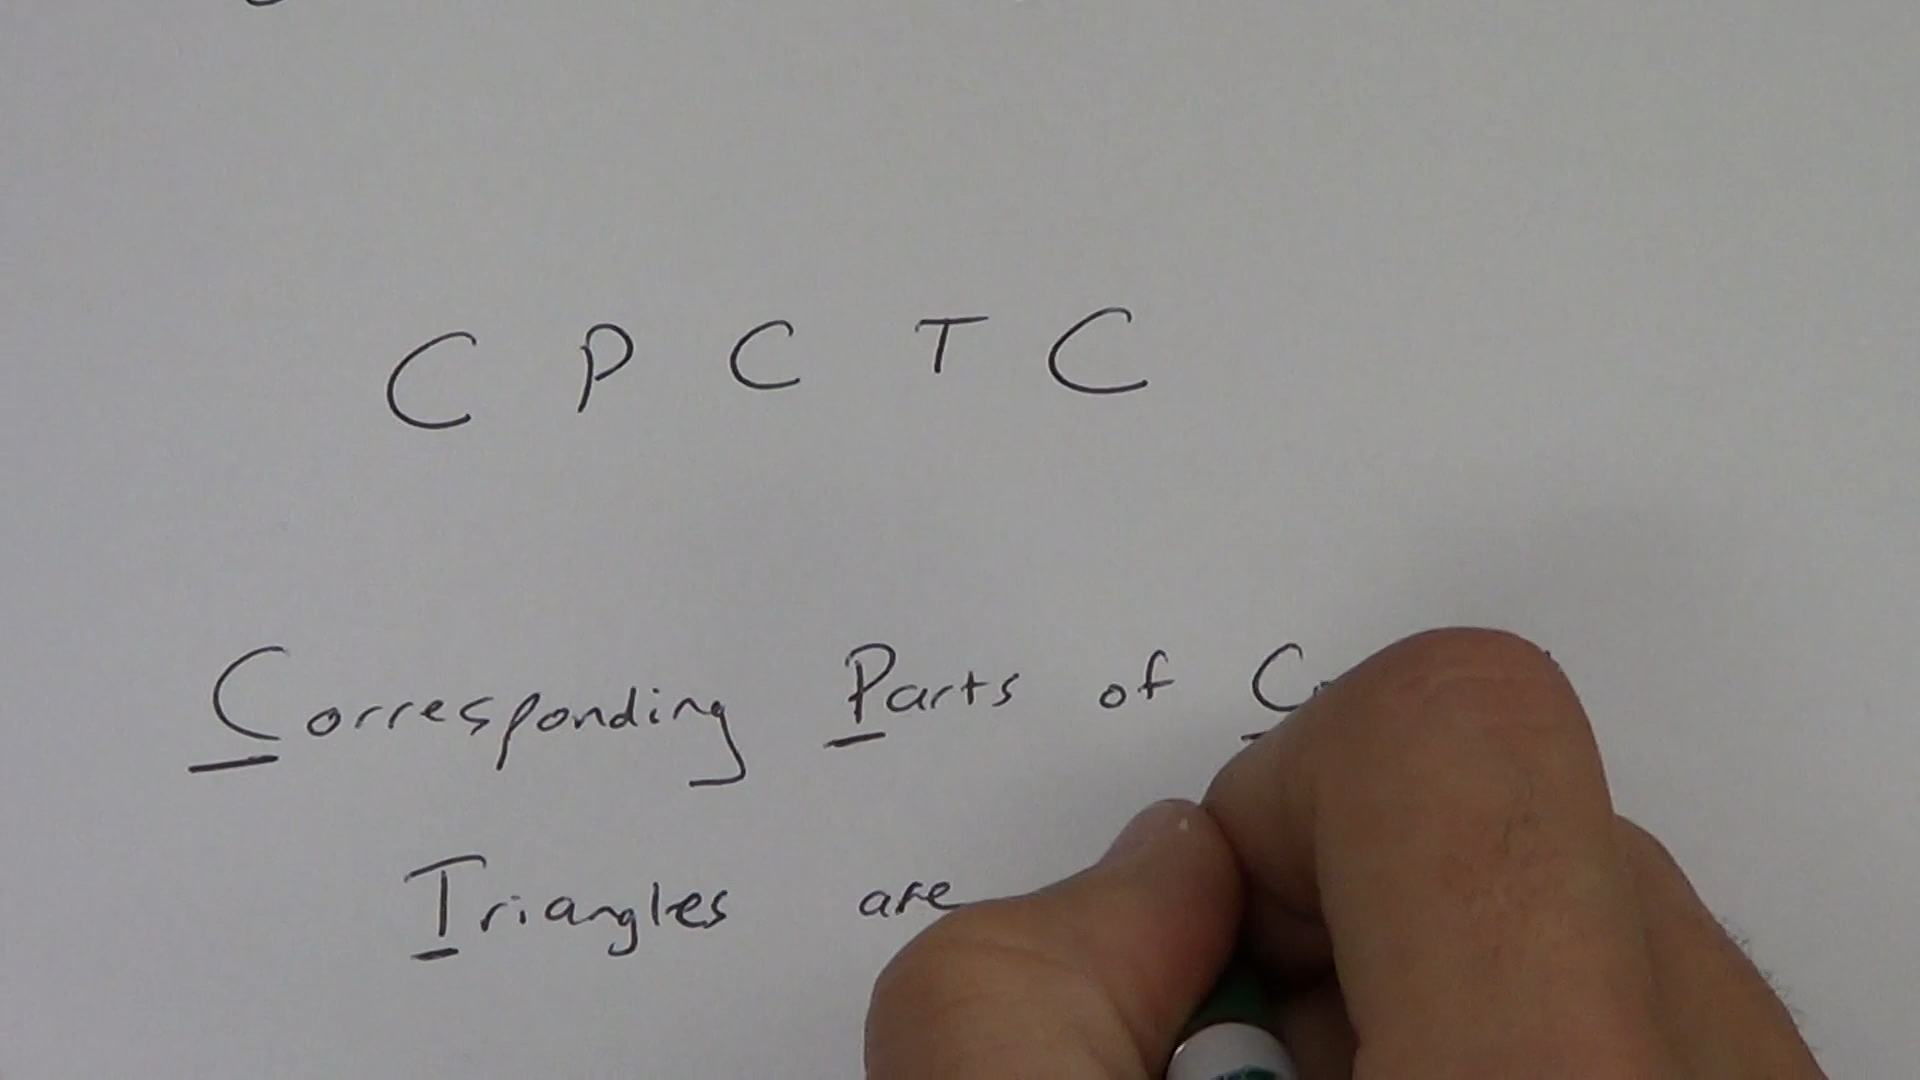 C P C T C
Corresponding Parts of
Triangles are